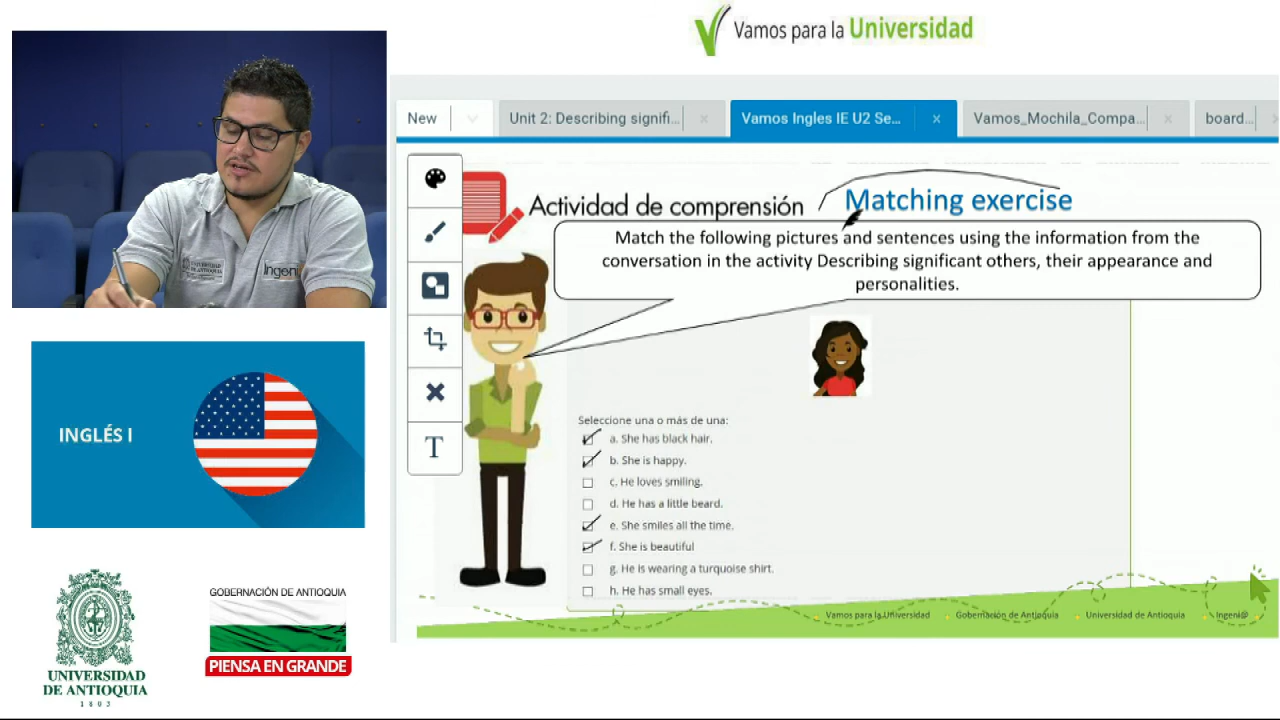 Vamos para la Universidad
New
Unit 2: Describing signifi...
Vamos Ingles IE U2 Se...
Vamos_Mochila_Compa...
board...
Actividad de comprensión
Matching exercise
Match the following pictures and sentences using the information from the
conversation in the activity Describing significant others, their appearance and
personalities.
Seleccione una o más de una:
a. She has black hair.
b. She is happy.
c. He loves smiling.
d. He has a little beard.
e. She smiles all the time.
f. She is beautiful
g. He is wearing a turquoise shirt.
h. He has small eyes.
Vamos para la Universidad
Gobernación de Antioquia
Universidad de Antioquia
Ingeni@
T
UNIVERSIDAD
DE ANTIOQUIA
Ingeni
INGLÉS I
UNIVERSIDAD
DE ANTIOQUIA
1803
GOBERNACIÓN DE ANTIOQUIA
PIENSA EN GRANDE